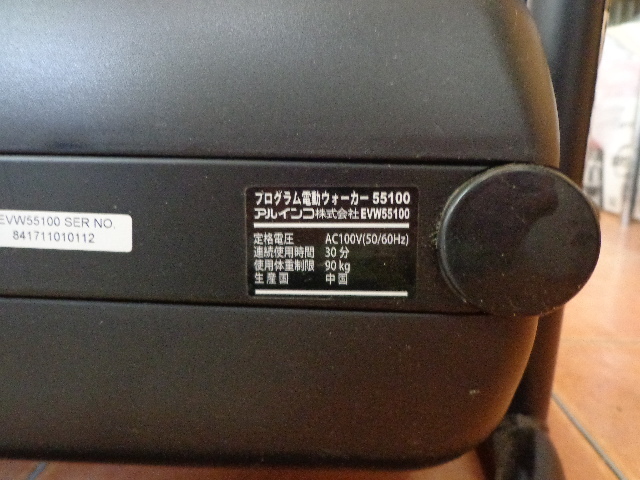 EVW55100 SER NO.
841711010112
プログラム電動ウォーカー 55100
アルインコ株式会社 EVW55100
定格電圧 AC100V(50/60Hz)
連続使用時間 30分
使用体重制限 90 kg
生産国 中国